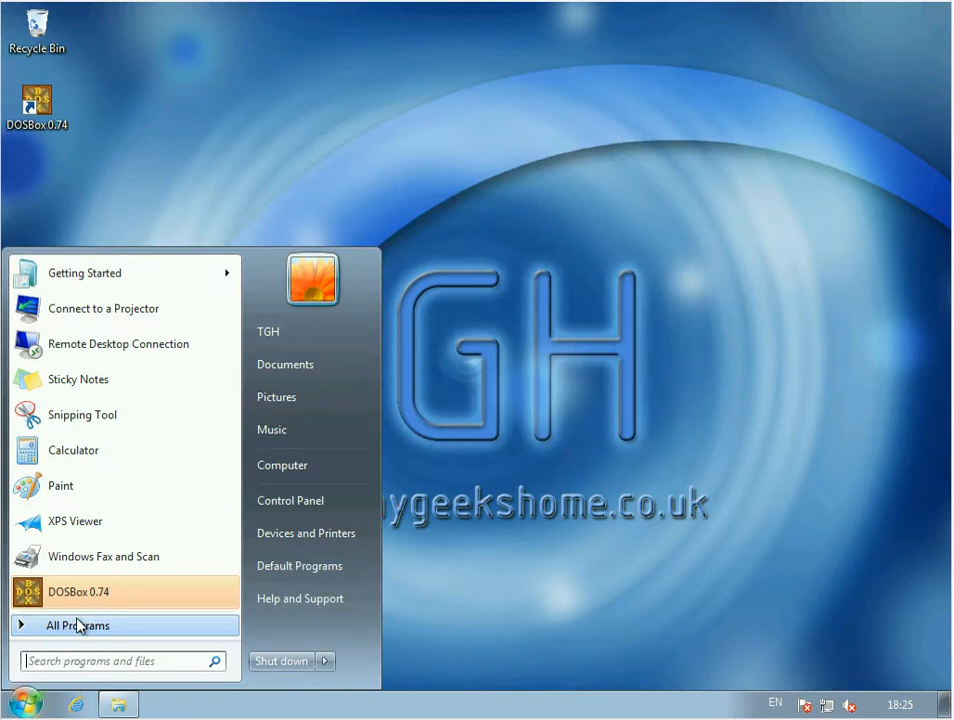 Recycle Bin
DOSBox 0.74
Getting Started
Connect to a Projector
Remote Desktop Connection
Sticky Notes
Snipping Tool
Calculator
Paint
XPS Viewer
Windows Fax and Scan
DOSBox 0.74
All Programs
Search programs and files
TGH
Documents
Pictures
Music
Computer
Control Panel
Devices and Printers
Default Programs
Help and Support
Shut down
GH
ygeekshome.co.uk
EN
18:25